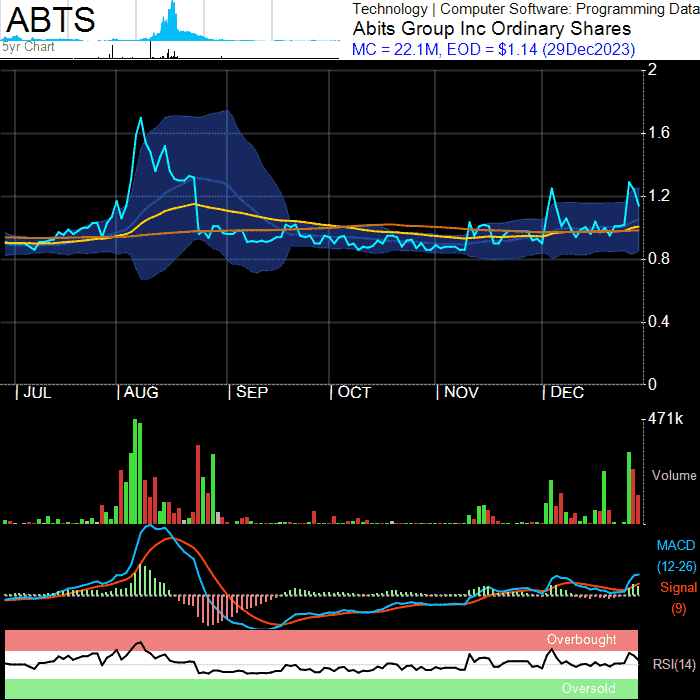 ABTS
5yr Chart
Technology | Computer Software: Programming Data
Abits Group Inc Ordinary Shares
MC = 22.1M, EOD = $1.14 (29Dec2023)
2
1.6
1.2
0.8
0.4
0
JUL AUG SEP OCT NOV DEC
471k
Volume
MACD
(12-26)
Signal
(9)
Overbought
RSI(14)
Oversold